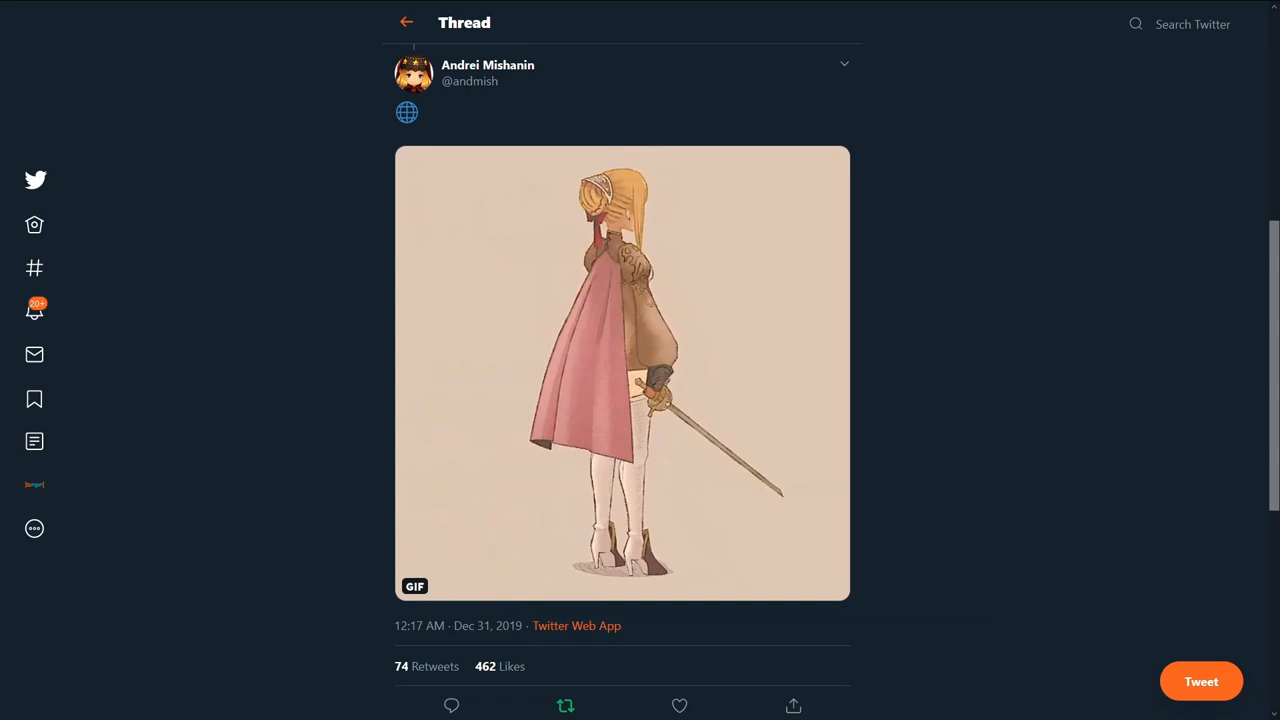 Thread
Search Twitter
Andrei Mishanin
@andmish
20+
GIF
12:17 AM · Dec 31, 2019 · Twitter Web App
74 Retweets 462 Likes
Tweet